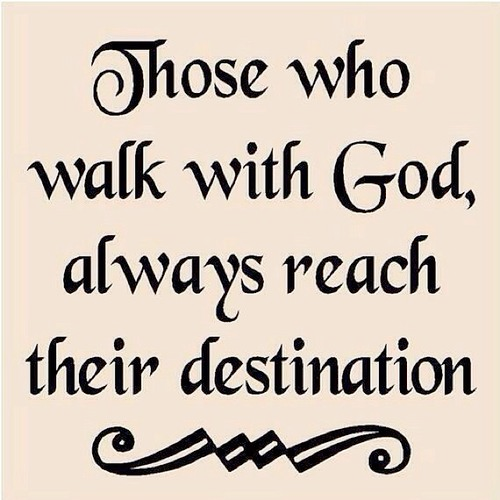 Those who
walk with God,
always reach
their destination